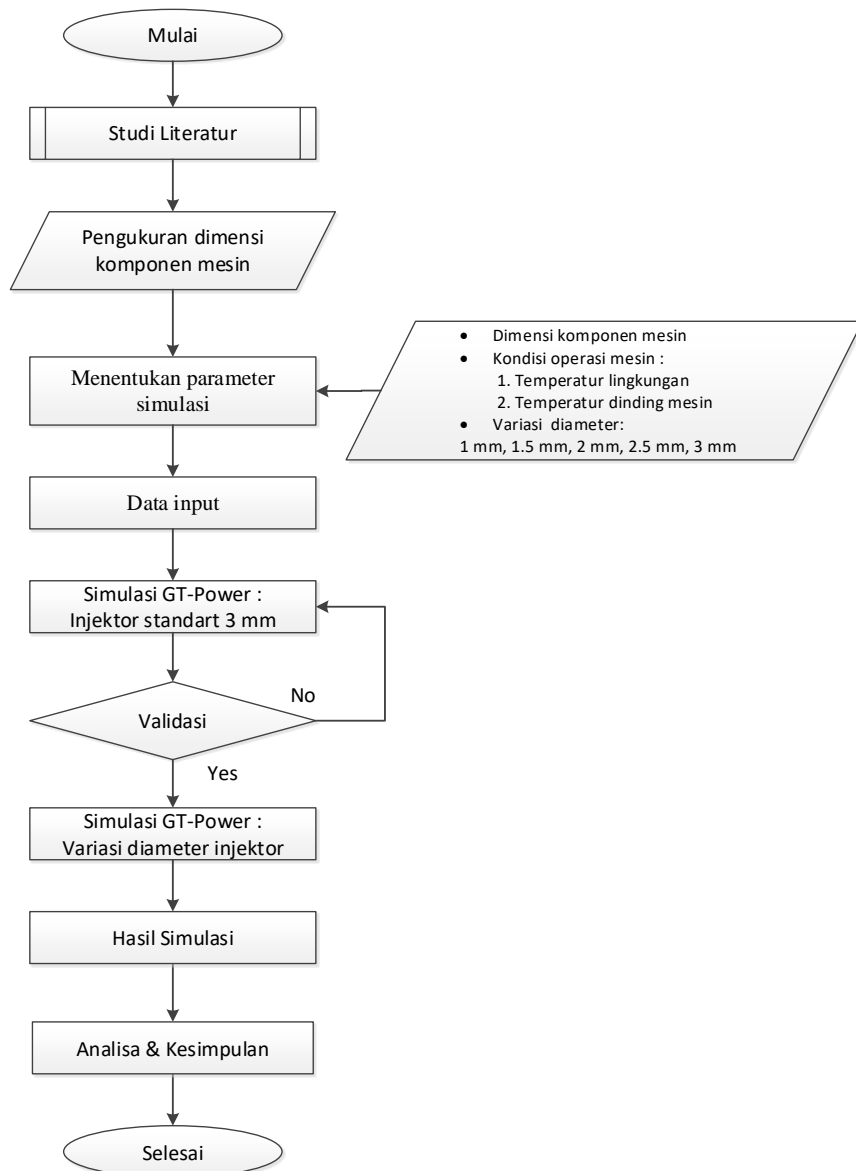 Mulai
Studi Literatur
Pengukuran dimensi
komponen mesin
Menentukan parameter
simulasi
• Dimensi komponen mesin
• Kondisi operasi mesin :
1. Temperatur lingkungan
2. Temperatur dinding mesin
• Variasi diameter:
1 mm, 1.5 mm, 2 mm, 2.5 mm, 3 mm
Data input
Simulasi GT-Power :
Injektor standart 3 mm
No
Validasi
Yes
Simulasi GT-Power :
Variasi diameter injektor
Hasil Simulasi
Analisa & Kesimpulan
Selesai